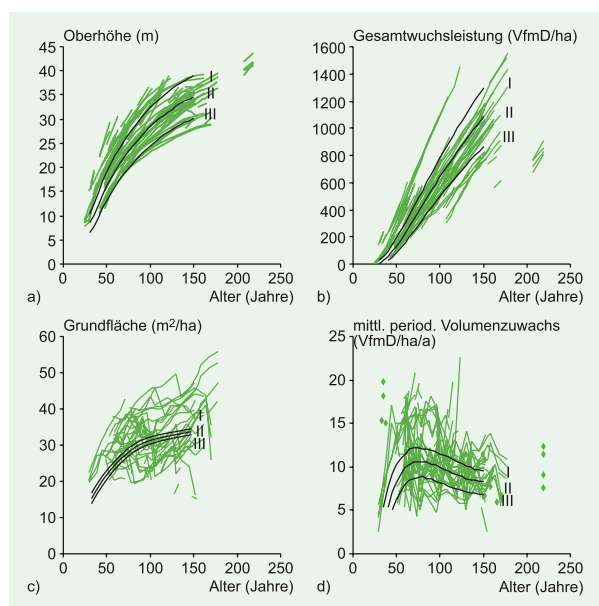 Oberhöhe (m)
45
40
35
30
25
20
15
10
5
0
I
II
III
0 50 100 150 200 250
a) Alter (Jahre)
Gesamtwuchsleistung (VfmD/ha)
1600
1400
1200
1000
800
600
400
200
0
I
II
III
0 50 100 150 200 250
b) Alter (Jahre)
Grundfläche (m²/ha)
60
50
40
30
20
10
0
I
II
III
0 50 100 150 200 250
c) Alter (Jahre)
mittl. period. Volumenzuwachs
(VfmD/ha/a)
25
20
15
10
5
0
I
II
III
0 50 100 150 200 250
d) Alter (Jahre)